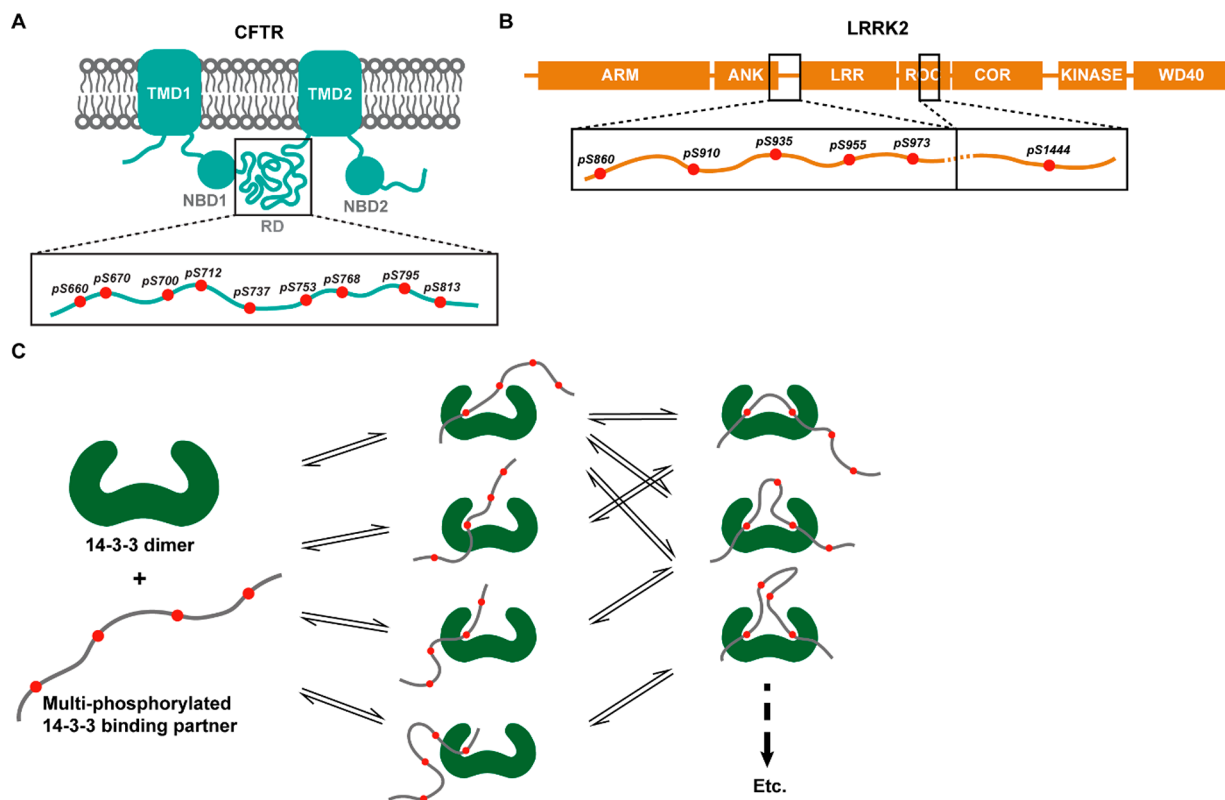 A
CFTR
TMD1
TMD2
NBD1
NBD2
RD
pS660
pS670
pS700
pS712
pS737
pS753
pS768
pS795
pS813
B
LRRK2
ARM
ANK
LRR
ROC
COR
KINASE
WD40
pS860
pS910
pS935
pS955
pS973
pS1444
C
14-3-3 dimer
+
Multi-phosphorylated
14-3-3 binding partner
Etc.